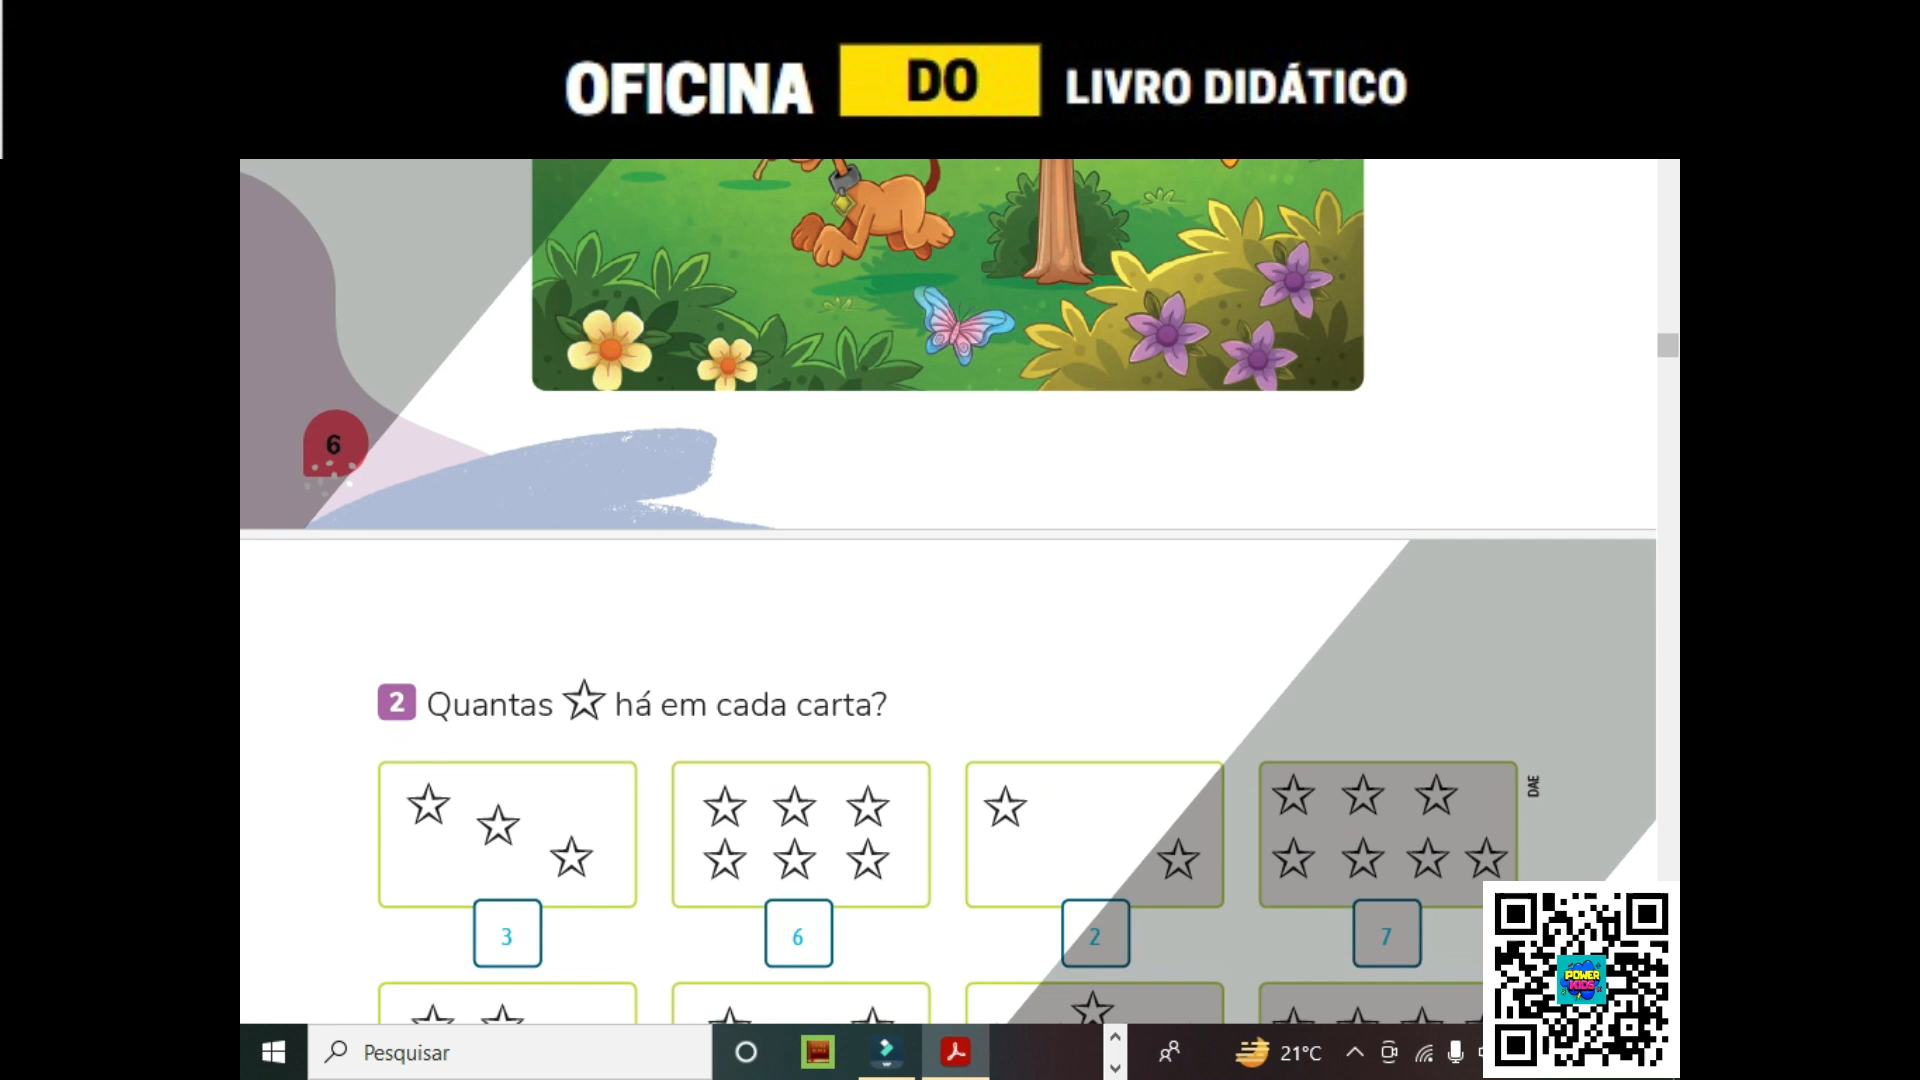 OFICINA DO LIVRO DIDÁTICO
6
2 Quantas há em cada carta?
DAE
3 6 2 7
POWER
KIDS
Pesquisar
21°C